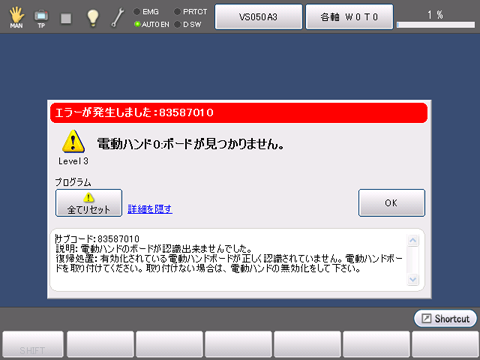 MAN
TP
EMG
PRTCT
AUTO EN
D SW
VS050A3
各軸 W 0 T 0
1 %
エラーが発生しました:83587010
Level 3
電動ハンド0:ボードが見つかりません。
プログラム
全てリセット
詳細を隠す
OK
サブコード:83587010
説明: 電動ハンドのボードが認識出来ませんでした。
復帰処置: 有効化されている電動ハンドボードが正しく認識されていません。電動ハンドボー
ドを取り付けてください。取り付けない場合は、電動ハンドの無効化をして下さい。
Shortcut
SHIFT